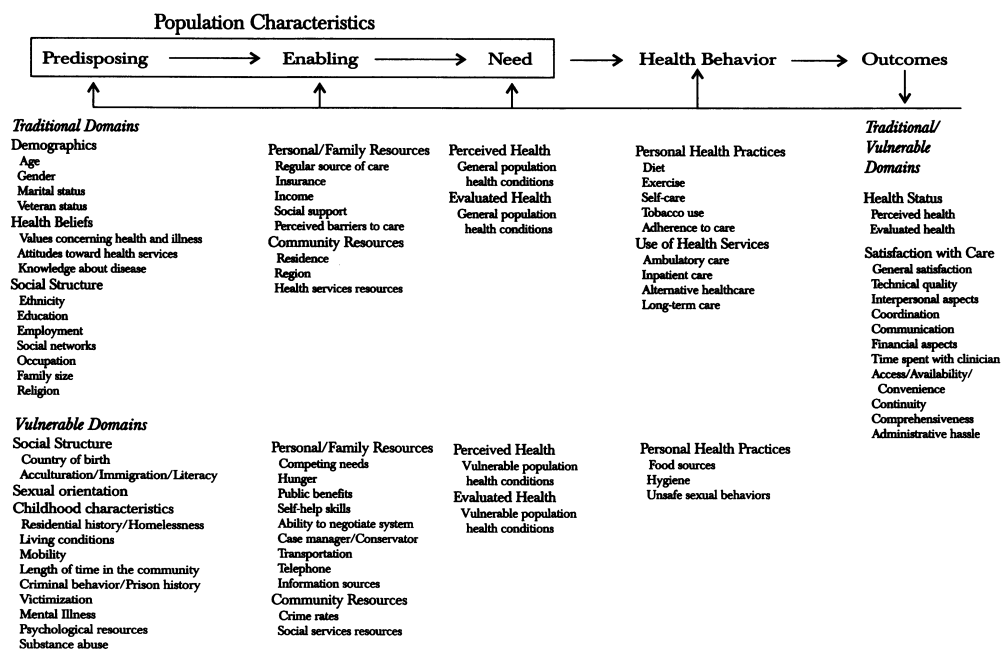 Population Characteristics
Predisposing Enabling Need Health Behavior Outcomes
Traditional Domains
Demographics
Age
Gender
Marital status
Veteran status
Health Beliefs
Values concerning health and illness
Attitudes toward health services
Knowledge about disease
Social Structure
Ethnicity
Education
Employment
Social networks
Occupation
Family size
Religion
Personal/Family Resources
Regular source of care
Insurance
Income
Social support
Perceived barriers to care
Community Resources
Residence
Region
Health services resources
Perceived Health
General population
health conditions
Evaluated Health
General population
health conditions
Personal Health Practices
Diet
Exercise
Self-care
Tobacco use
Adherence to care
Use of Health Services
Ambulatory care
Inpatient care
Alternative healthcare
Long-term care
Traditional/
Vulnerable
Domains
Health Status
Perceived health
Evaluated health
Satisfaction with Care
General satisfaction
Technical quality
Interpersonal aspects
Coordination
Communication
Financial aspects
Time spent with clinician
Access/Availability/
Convenience
Continuity
Comprehensiveness
Administrative hassle
Vulnerable Domains
Social Structure
Country of birth
Acculturation/Immigration/Literacy
Sexual orientation
Childhood characteristics
Residential history/Homelessness
Living conditions
Mobility
Length of time in the community
Criminal behavior/Prison history
Victimization
Mental Illness
Psychological resources
Substance abuse
Personal/Family Resources
Competing needs
Hunger
Public benefits
Self-help skills
Ability to negotiate system
Case manager/Conservator
Transportation
Telephone
Information sources
Community Resources
Crime rates
Social services resources
Perceived Health
Vulnerable population
health conditions
Evaluated Health
Vulnerable population
health conditions
Personal Health Practices
Food sources
Hygiene
Unsafe sexual behaviors